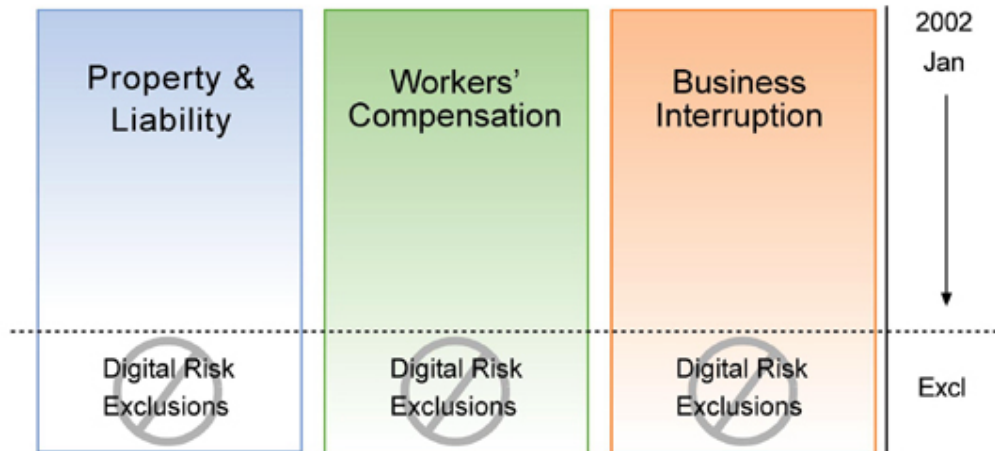 Property &
Liability
Workers’
Compensation
Business
Interruption
2002
Jan
Digital Risk
Exclusions
Digital Risk
Exclusions
Digital Risk
Exclusions
Excl